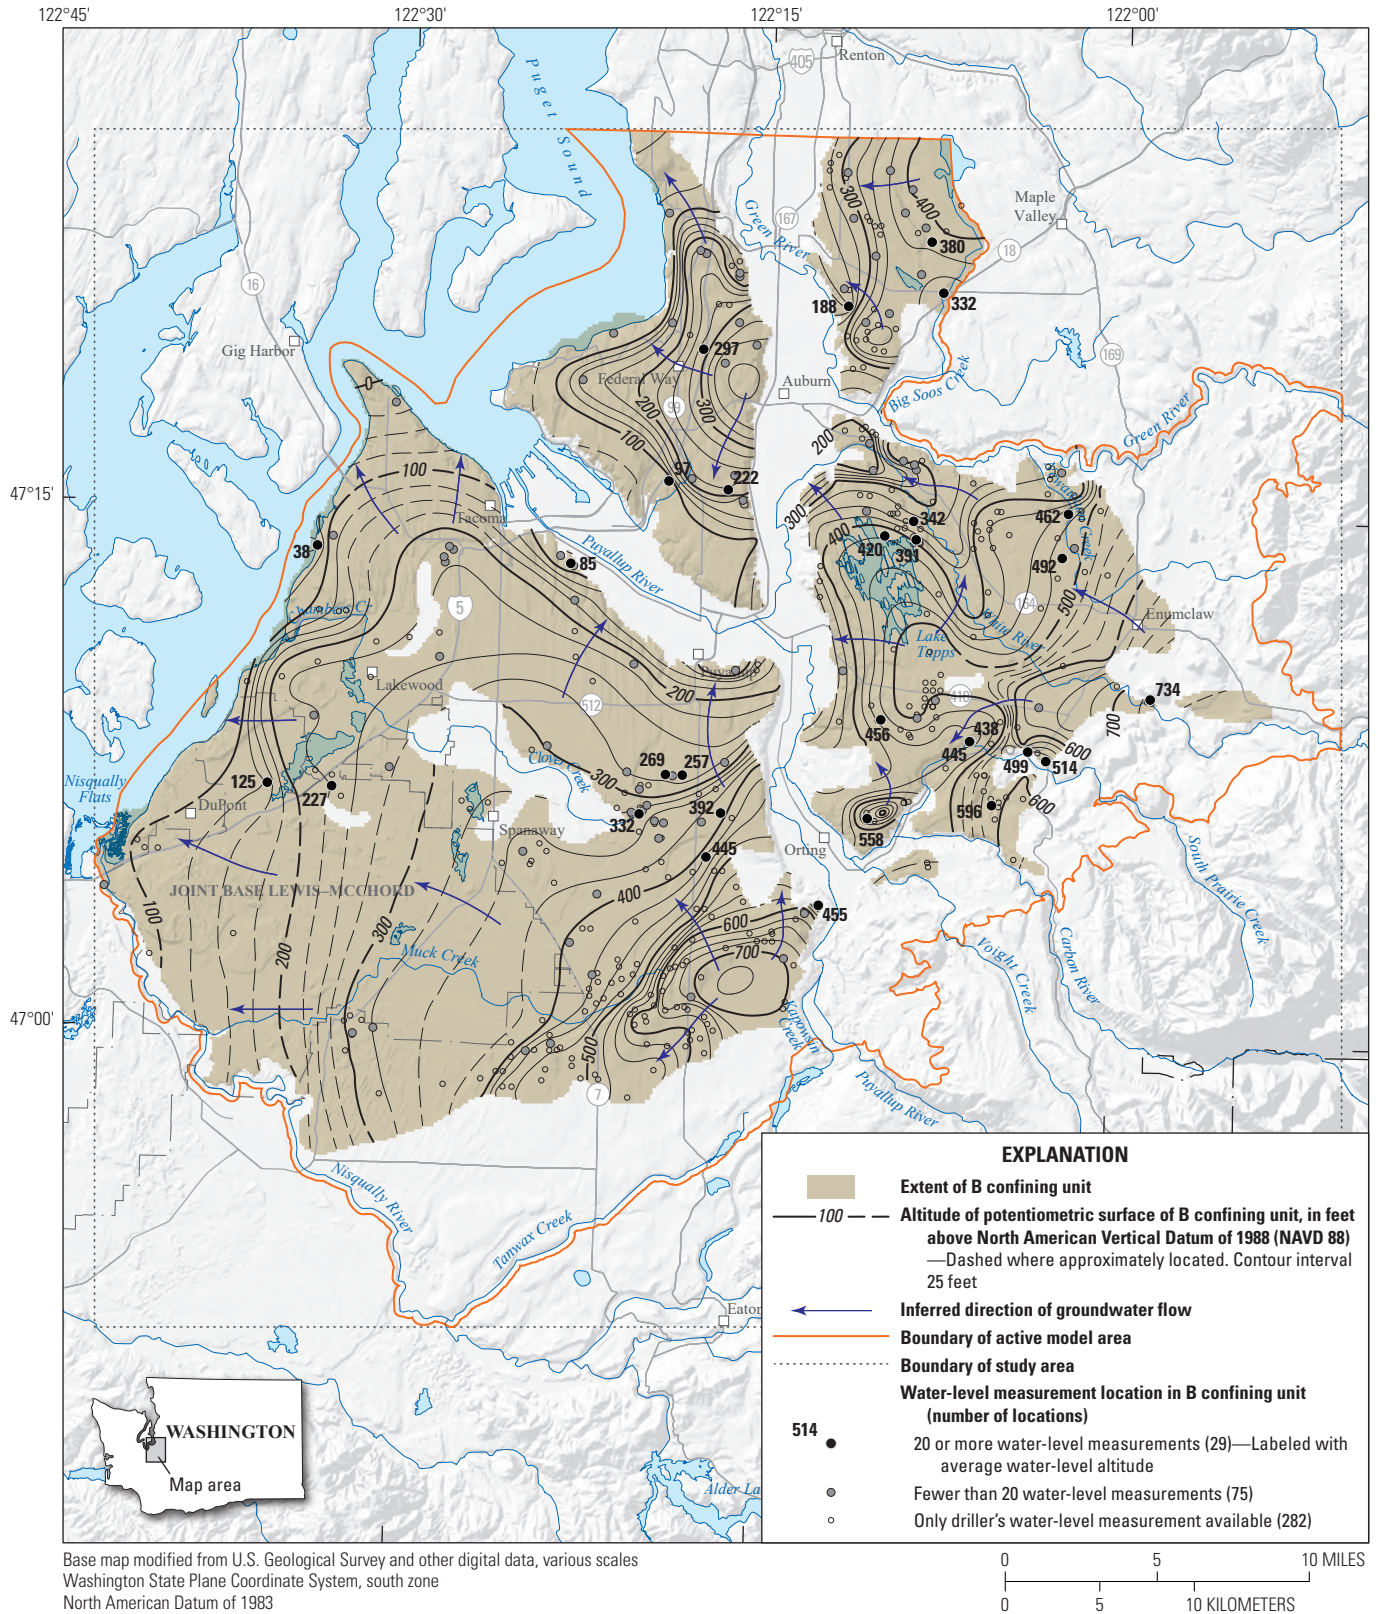 122°45'
122°30'
122°15'
122°00'
Puget Sound
405
Renton
Green River
167
300
400
380
Maple
Valley
18
16
188
332
Gig Harbor
297
169
Federal Way
Auburn
Big Soos Creek
Green River
0
200
99
300
100
200
97
222
47°15'
100
Tacoma
300
342
462
400
420
391
38
Puyallup River
85
492
5
164
500
White River
Enumclaw
Lake
Tapps
Lakewood
Puyallup
200
512
410
734
456
438
700
445
600
499
514
Nisqually
Flats
125
227
DuPont
Clover Creek
300
269
257
332
392
Spanaway
445
558
596
600
Orting
South Prairie Creek
JOINT BASE LEWIS–MCCHORD
100
200
300
400
455
600
700
Muck Creek
Voight Creek
Carbon River
47°00'
Kapowsin
Creek
500
7
Puyallup River
Nisqually River
Tanwax Creek
EXPLANATION
Extent of B confining unit
100
Altitude of potentiometric surface of B confining unit, in feet
above North American Vertical Datum of 1988 (NAVD 88)
—Dashed where approximately located. Contour interval
25 feet
Inferred direction of groundwater flow
Boundary of active model area
Boundary of study area
Water-level measurement location in B confining unit
(number of locations)
514
20 or more water-level measurements (29)—Labeled with
average water-level altitude
Fewer than 20 water-level measurements (75)
Only driller's water-level measurement available (282)
Eaton
Alder La
WASHINGTON
Map area
Base map modified from U.S. Geological Survey and other digital data, various scales
Washington State Plane Coordinate System, south zone
North American Datum of 1983
0 5 10 MILES
0 5 10 KILOMETERS